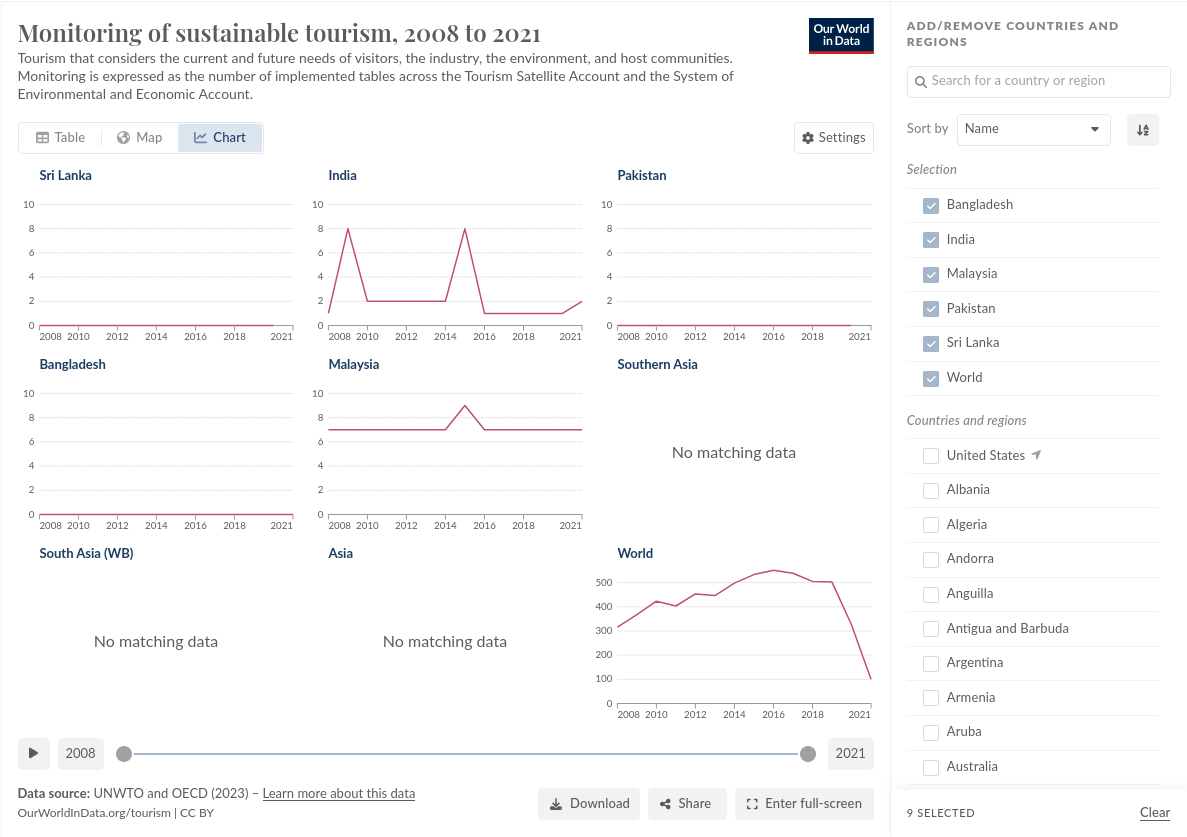 Monitoring of sustainable tourism, 2008 to 2021
Our World
in Data
Tourism that considers the current and future needs of visitors, the industry, the environment, and host communities.
Monitoring is expressed as the number of implemented tables across the Tourism Satellite Account and the System of
Environmental and Economic Account.
Table
Map
Chart
Settings
Sri Lanka
10
8
6
4
2
0
2008 2010 2012 2014 2016 2018 2021
India
10
8
6
4
2
0
2008 2010 2012 2014 2016 2018 2021
Pakistan
10
8
6
4
2
0
2008 2010 2012 2014 2016 2018 2021
Bangladesh
10
8
6
4
2
0
2008 2010 2012 2014 2016 2018 2021
Malaysia
10
8
6
4
2
0
2008 2010 2012 2014 2016 2018 2021
Southern Asia
No matching data
South Asia (WB)
No matching data
Asia
No matching data
World
500
400
300
200
100
0
2008 2010 2012 2014 2016 2018 2021
2008
2021
Data source: UNWTO and OECD (2023) – Learn more about this data
OurWorldInData.org/tourism | CC BY
Download
Share
Enter full-screen
ADD/REMOVE COUNTRIES AND
REGIONS
Search for a country or region
Sort by
Name
Selection
Bangladesh
India
Malaysia
Pakistan
Sri Lanka
World
Countries and regions
United States
Albania
Algeria
Andorra
Anguilla
Antigua and Barbuda
Argentina
Armenia
Aruba
Australia
9 SELECTED
Clear